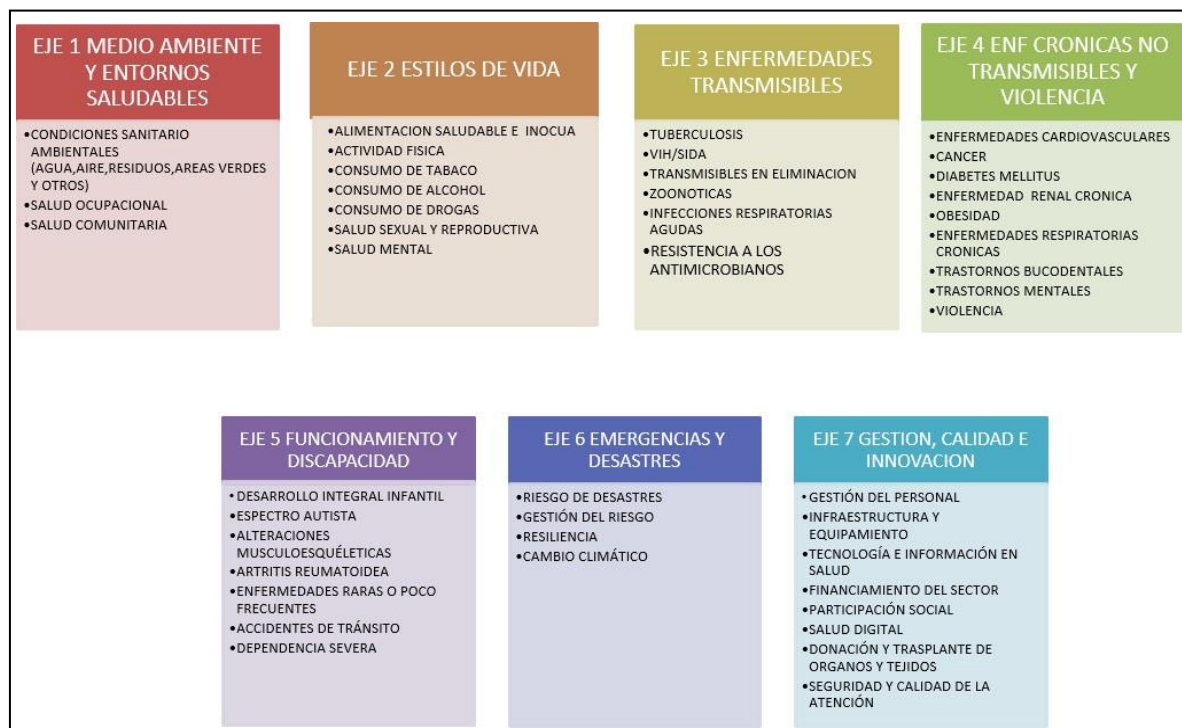 EJE 1 MEDIO AMBIENTE
Y ENTORNOS
SALUDABLES
•CONDICIONES SANITARIO
AMBIENTALES
(AGUA,AIRE,RESIDUOS,AREAS VERDES
Y OTROS)
•SALUD OCUPACIONAL
•SALUD COMUNITARIA
EJE 2 ESTILOS DE VIDA
•ALIMENTACION SALUDABLE E INOCUA
•ACTIVIDAD FISICA
•CONSUMO DE TABACO
•CONSUMO DE ALCOHOL
•CONSUMO DE DROGAS
•SALUD SEXUAL Y REPRODUCTIVA
•SALUD MENTAL
EJE 3 ENFERMEDADES
TRANSMISIBLES
•TUBERCULOSIS
•VIH/SIDA
•TRANSMISIBLES EN ELIMINACION
•ZOONOTICAS
•INFECCIONES RESPIRATORIAS
AGUDAS
•RESISTENCIA A LOS
ANTIMICROBIANOS
EJE 4 ENF CRONICAS NO
TRANSMISIBLES Y
VIOLENCIA
•ENFERMEDADES CARDIOVASCULARES
•CANCER
•DIABETES MELLITUS
•ENFERMEDAD RENAL CRONICA
•OBESIDAD
•ENFERMEDADES RESPIRATORIAS
CRONICAS
•TRASTORNOS BUCODENTALES
•TRASTORNOS MENTALES
•VIOLENCIA
EJE 5 FUNCIONAMIENTO Y
DISCAPACIDAD
•DESARROLLO INTEGRAL INFANTIL
•ESPECTRO AUTISTA
•ALTERACIONES
MUSCULOESQUÉLETICAS
•ARTRITIS REUMATOIDEA
•ENFERMEDADES RARAS O POCO
FRECUENTES
•ACCIDENTES DE TRÁNSITO
•DEPENDENCIA SEVERA
EJE 6 EMERGENCIAS Y
DESASTRES
•RIESGO DE DESASTRES
•GESTIÓN DEL RIESGO
•RESILIENCIA
•CAMBIO CLIMÁTICO
EJE 7 GESTION, CALIDAD E
INNOVACION
•GESTIÓN DEL PERSONAL
•INFRAESTRUCTURA Y
EQUIPAMIENTO
•TECNOLOGÍA E INFORMACIÓN EN
SALUD
•FINANCIAMIENTO DEL SECTOR
•PARTICIPACIÓN SOCIAL
•SALUD DIGITAL
•DONACIÓN Y TRASPLANTE DE
ORGANOS Y TEJIDOS
•SEGURIDAD Y CALIDAD DE LA
ATENCIÓN